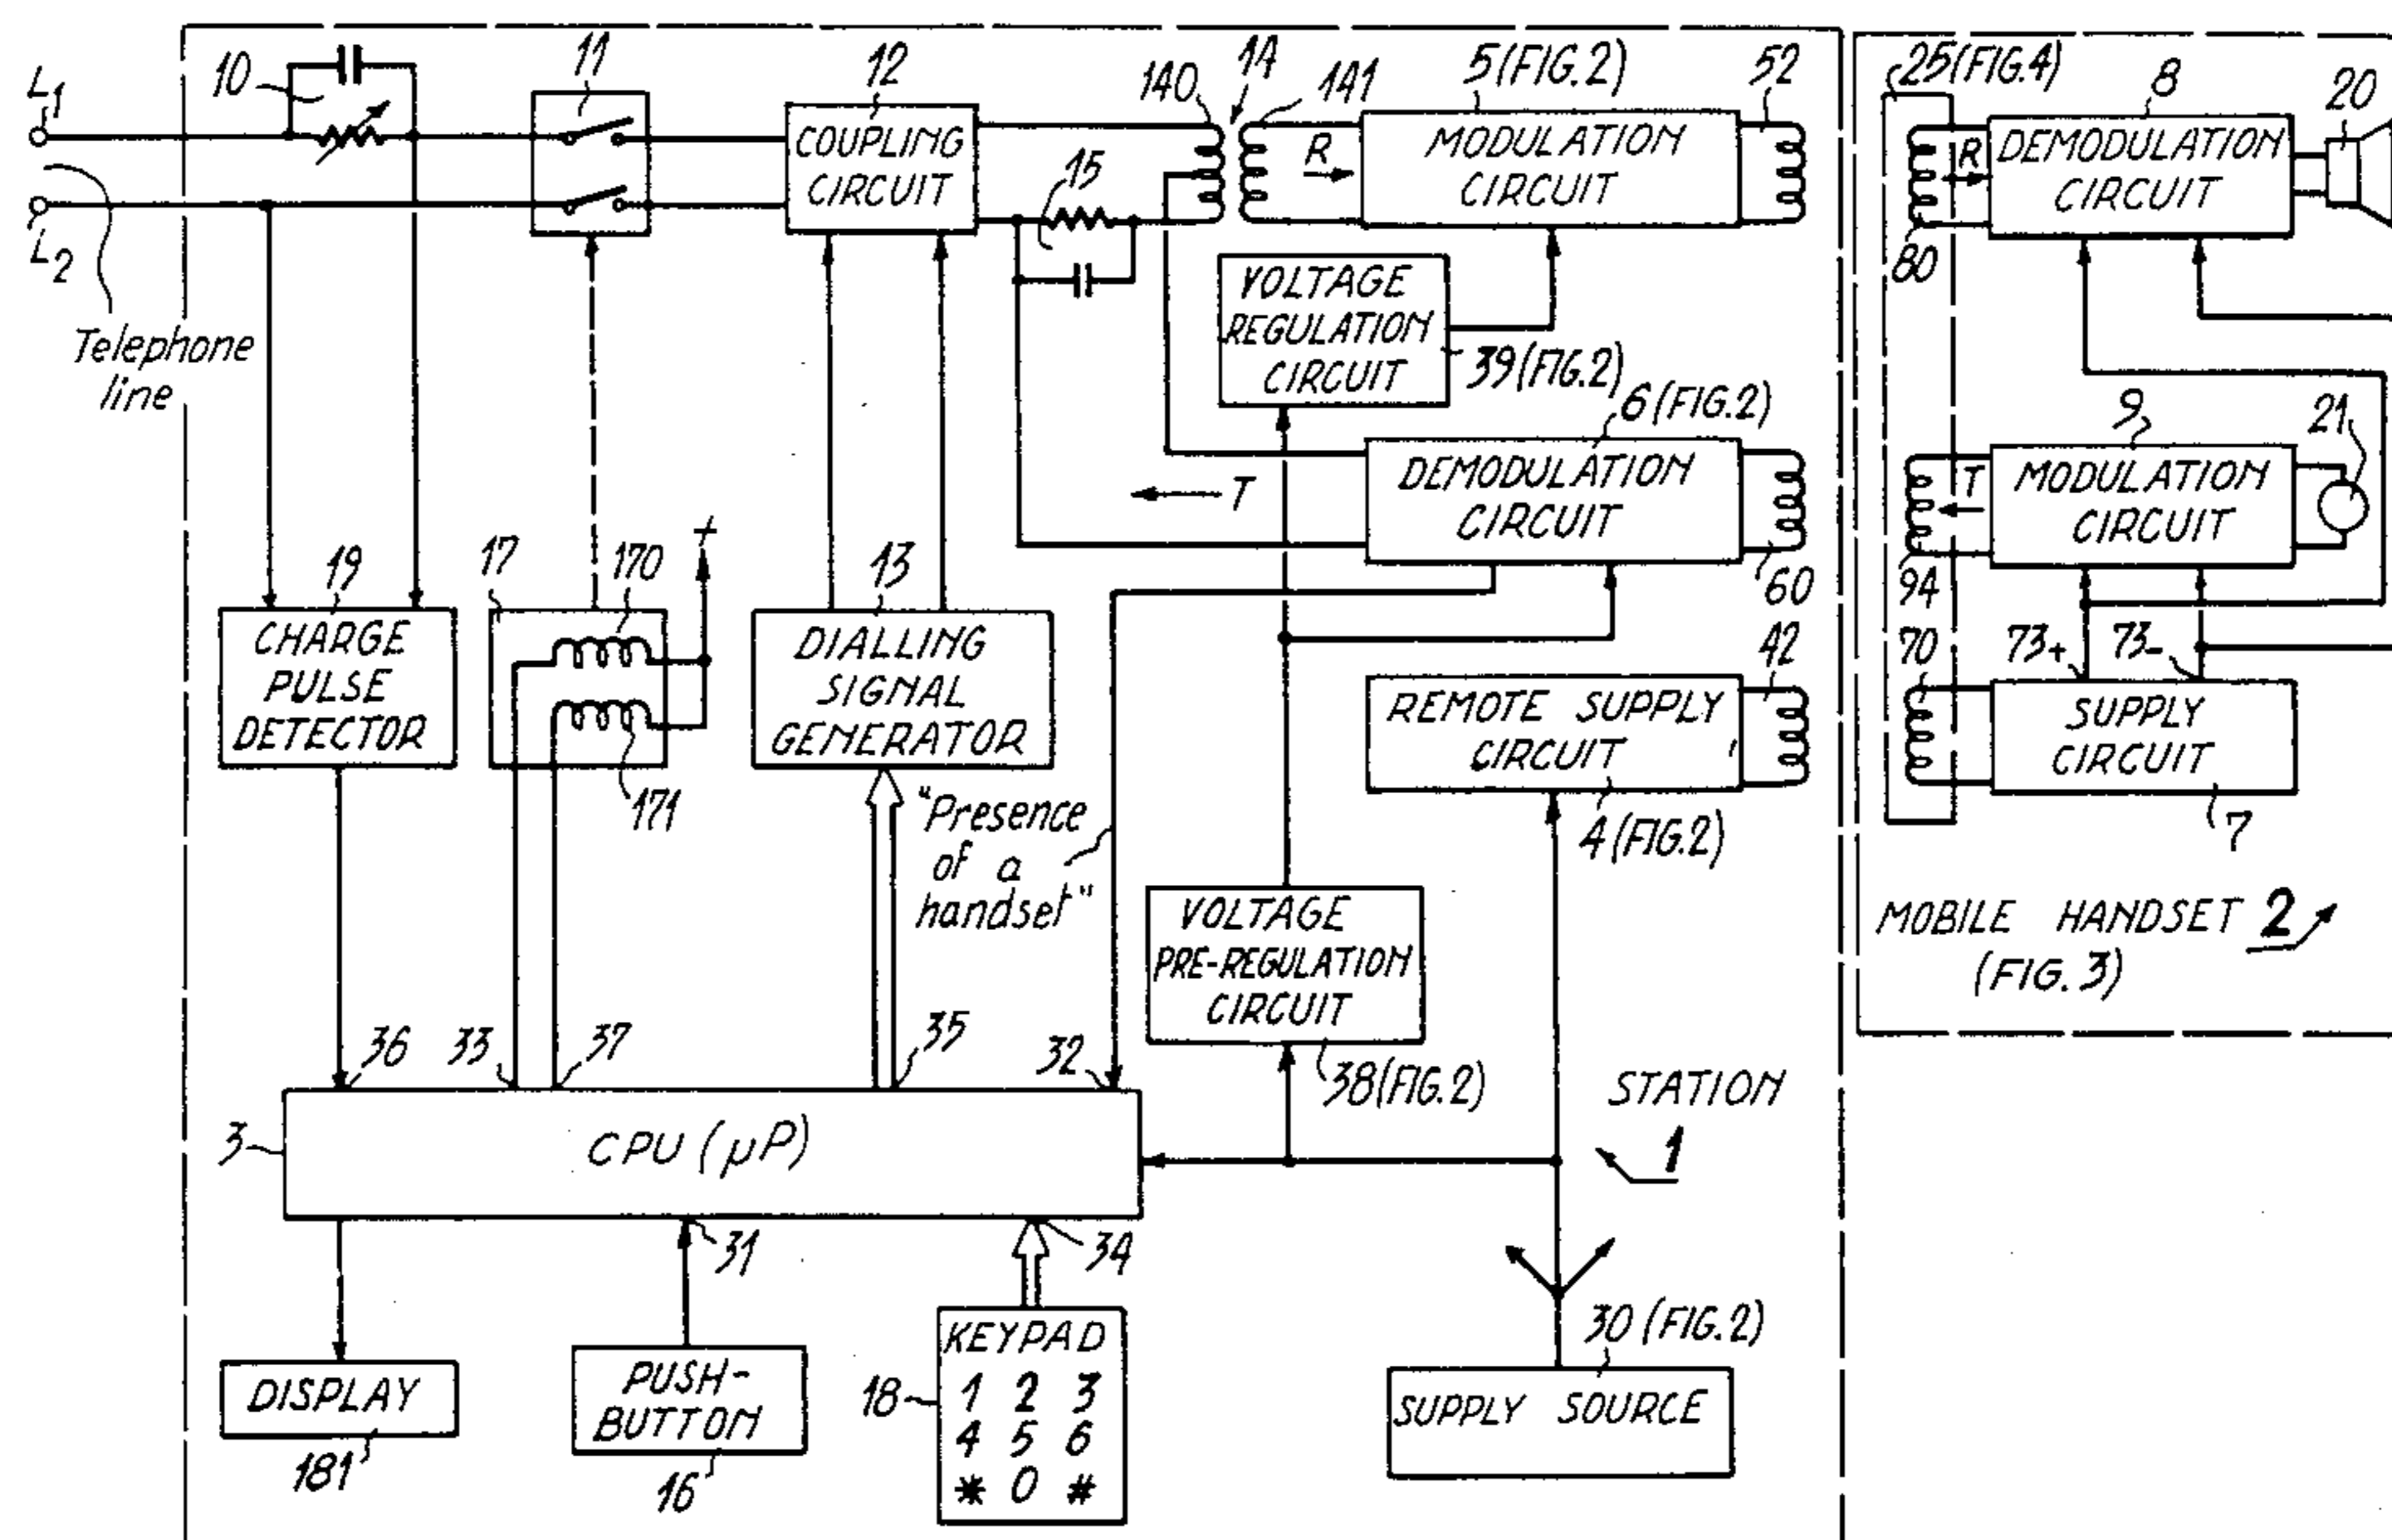 10
11
12
140
14
141
5 (FIG.2)
52
25 (FIG.4)
8
20
L1
L2
Telephone
line
COUPLING
CIRCUIT
15
R
MODULATION
CIRCUIT
R
DEMODULATION
CIRCUIT
80
VOLTAGE
REGULATION
CIRCUIT
39 (FIG.2)
6 (FIG.2)
DEMODULATION
CIRCUIT
T
60
9
21
T
MODULATION
CIRCUIT
94
19
CHARGE
PULSE
DETECTOR
17
170
171
+
13
DIALLING
SIGNAL
GENERATOR
42
REMOTE SUPPLY
CIRCUIT
4 (FIG.2)
70
73+
73-
SUPPLY
CIRCUIT
7
"Presence
of a
handset"
VOLTAGE
PRE-REGULATION
CIRCUIT
38 (FIG.2)
MOBILE HANDSET 2
(FIG. 3)
36
33
37
35
32
3
CPU (µP)
STATION
1
31
34
DISPLAY
181
PUSH-
BUTTON
16
18
KEYPAD
1 2 3
4 5 6
* 0 #
30 (FIG.2)
SUPPLY SOURCE